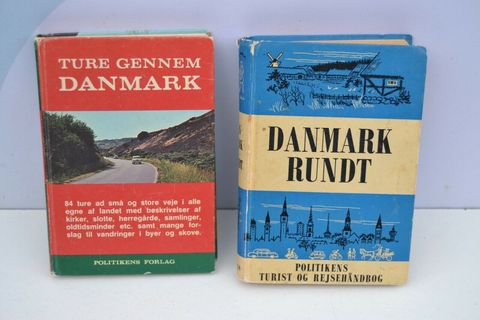 TURE GENNEM
DANMARK
84 ture ad små og store veje i alle
egne af landet med beskrivelser af
kirker, slotte, herregårde, samlinger,
oldtidsminder etc. samt mange for-
slag til vandringer i byer og skove.
POLITIKENS FORLAG
DANMARK
RUNDT
POLITIKENS
TURIST OG REJSEHÅNDBOG